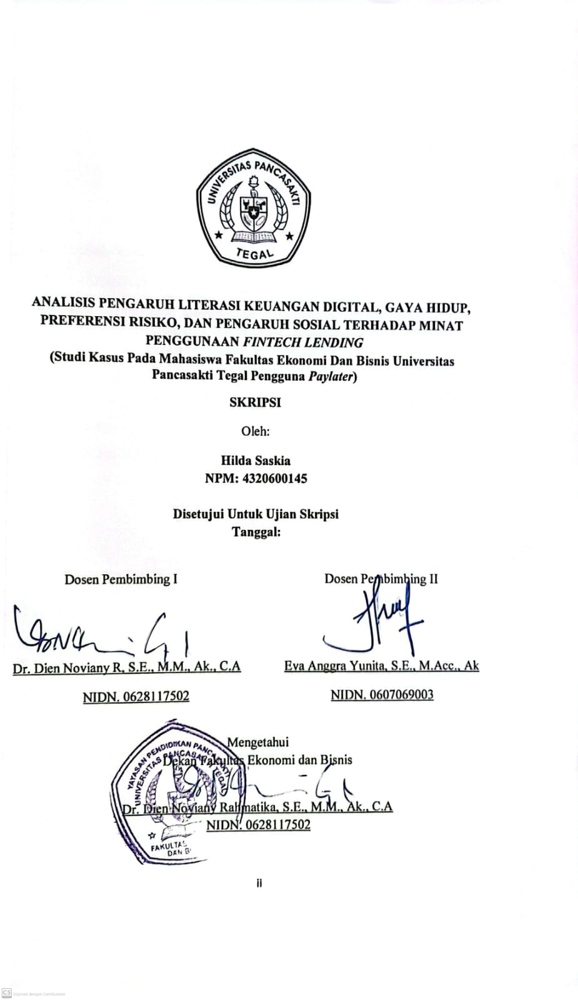 UNIVERSITAS PANCASAKTI
TEGAL
ANALISIS PENGARUH LITERASI KEUANGAN DIGITAL, GAYA HIDUP,
PREFERENSI RISIKO, DAN PENGARUH SOSIAL TERHADAP MINAT
PENGGUNAAN FINTECH LENDING
(Studi Kasus Pada Mahasiswa Fakultas Ekonomi Dan Bisnis Universitas
Pancasakti Tegal Pengguna Paylater)
SKRIPSI
Oleh:
Hilda Saskia
NPM: 4320600145
Disetujui Untuk Ujian Skripsi
Tanggal:
Dosen Pembimbing I
Dosen Pembimbing II
Dr. Dien Noviany R, S.E., M.M., Ak., C.A
Eva Anggra Yunita, S.E., M.Acc., Ak
NIDN. 0628117502
NIDN. 0607069003
Mengetahui
Dekan Fakultas Ekonomi dan Bisnis
YAYASAN PENDIDIKAN PANCASAKTI
UNIVERSITAS PANCASAKTI TEGAL
Dr. Dien Noviany Rahmatika, S.E., M.M., Ak., C.A
NIDN. 0628117502
FAKULTAS
DAN
ii
CS Dipindai dengan CamScanner